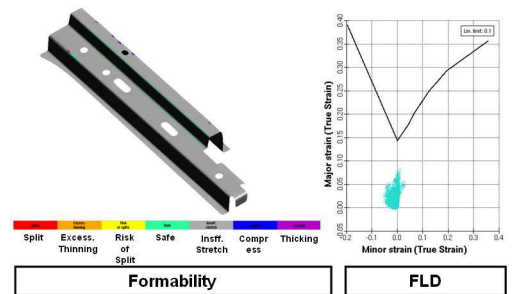 Lin. limit: 0.1
0.40
0.35
0.30
0.25
0.20
0.15
0.10
0.05
0.00
-0.05
Major strain (True Strain)
-0.2 -0.1 0.0 0.1 0.2 0.3 0.4
Minor strain (True Strain)
Split Excess. Thinning Risk of Split Safe Insff. Stretch Compr ess Thicking
Formability
FLD